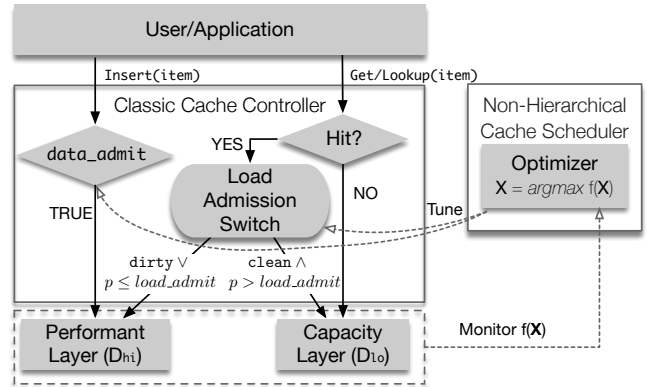 User/Application
Insert(item)
Get/Lookup(item)
Classic Cache Controller
Non-Hierarchical
Cache Scheduler
data_admit
YES
Hit?
Load
Admission
Switch
NO
TRUE
Optimizer
X = argmax f(X)
Tune
dirty ∨
p ≤ load_admit
clean ∧
p > load_admit
Performant
Layer (Dhi)
Capacity
Layer (Dlo)
Monitor f(X)